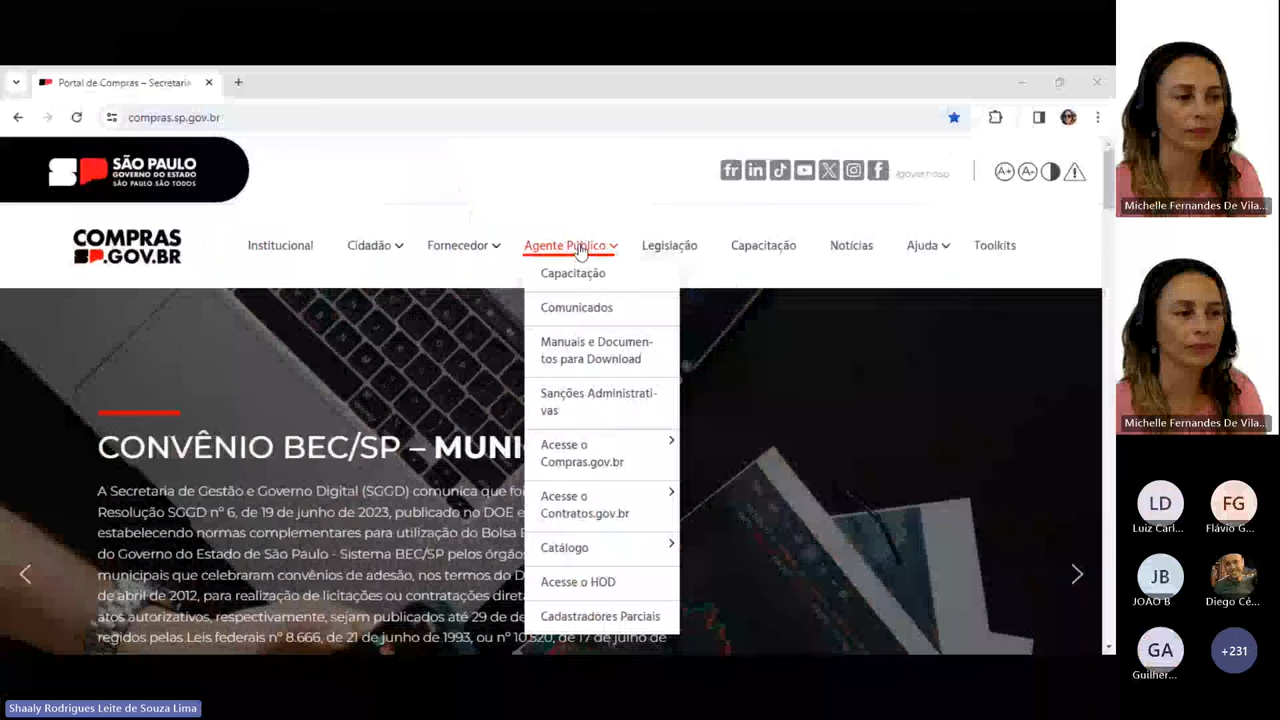 Portal de Compras – Secretaria
compras.sp.gov.br
SÃO PAULO
GOVERNO DO ESTADO
SÃO PAULO SÃO TODOS
/governosp
A+ A-
COMPRAS
SP.GOV.BR
Institucional Cidadão Fornecedor Agente Público Legislação Capacitação Notícias Ajuda Toolkits
Capacitação
Comunicados
Manuais e Documen-
tos para Download
Sanções Administrati-
vas
Acesse o
Compras.gov.br
Acesse o
Contratos.gov.br
Catálogo
Acesse o HOD
Cadastradores Parciais
CONVÊNIO BEC/SP – MUNI
A Secretaria de Gestão e Governo Digital (SGGD) comunica que foi
Resolução SGGD nº 6, de 19 de junho de 2023, publicado no DOE e
estabelecendo normas complementares para utilização do Bolsa E
do Governo do Estado de São Paulo - Sistema BEC/SP pelos órgãos
municipais que celebraram convênios de adesão, nos termos do D
de abril de 2012, para realização de licitações ou contratações diret
atos autorizativos, respectivamente, sejam publicados até 29 de de
regidos pelas Leis federais nº 8.666, de 21 de junho de 1993, ou nº 10.520, de 17 de julho de
Michelle Fernandes De Vila...
Michelle Fernandes De Vila...
LD
Luiz Carl...
FG
Flávio G...
JB
JOAO B
Diego Cé...
GA
Guilher...
+231
Shaaly Rodrigues Leite de Souza Lima